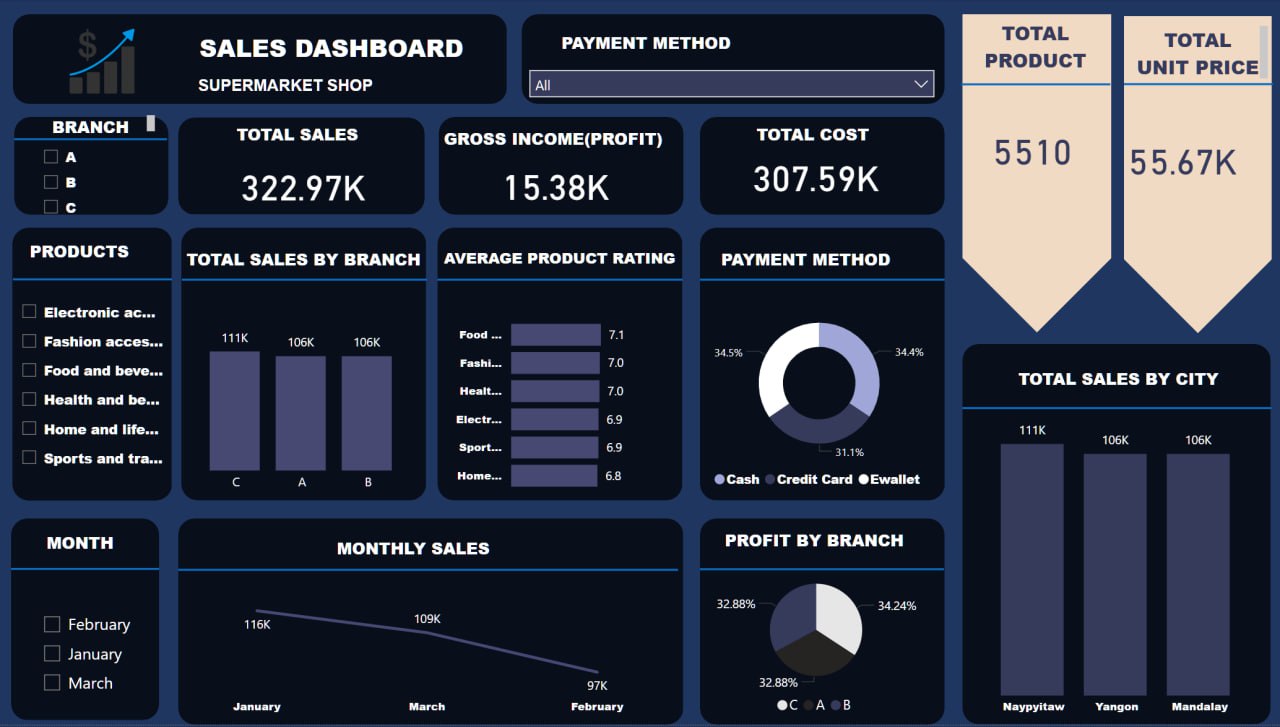 $
SALES DASHBOARD
SUPERMARKET SHOP
PAYMENT METHOD
All
TOTAL
PRODUCT
5510
TOTAL
UNIT PRICE
55.67K
BRANCH
A
B
C
TOTAL SALES
322.97K
GROSS INCOME(PROFIT)
15.38K
TOTAL COST
307.59K
PRODUCTS
Electronic ac...
Fashion acces...
Food and beve...
Health and be...
Home and life...
Sports and tra...
TOTAL SALES BY BRANCH
111K
106K
106K
C
A
B
AVERAGE PRODUCT RATING
Food ... 7.1
Fashi... 7.0
Healt... 7.0
Electr... 6.9
Sport... 6.9
Home... 6.8
PAYMENT METHOD
34.5%
34.4%
31.1%
Cash Credit Card Ewallet
TOTAL SALES BY CITY
111K
106K
106K
Naypyitaw
Yangon
Mandalay
MONTH
February
January
March
MONTHLY SALES
116K
109K
97K
January
March
February
PROFIT BY BRANCH
32.88%
34.24%
32.88%
C A B